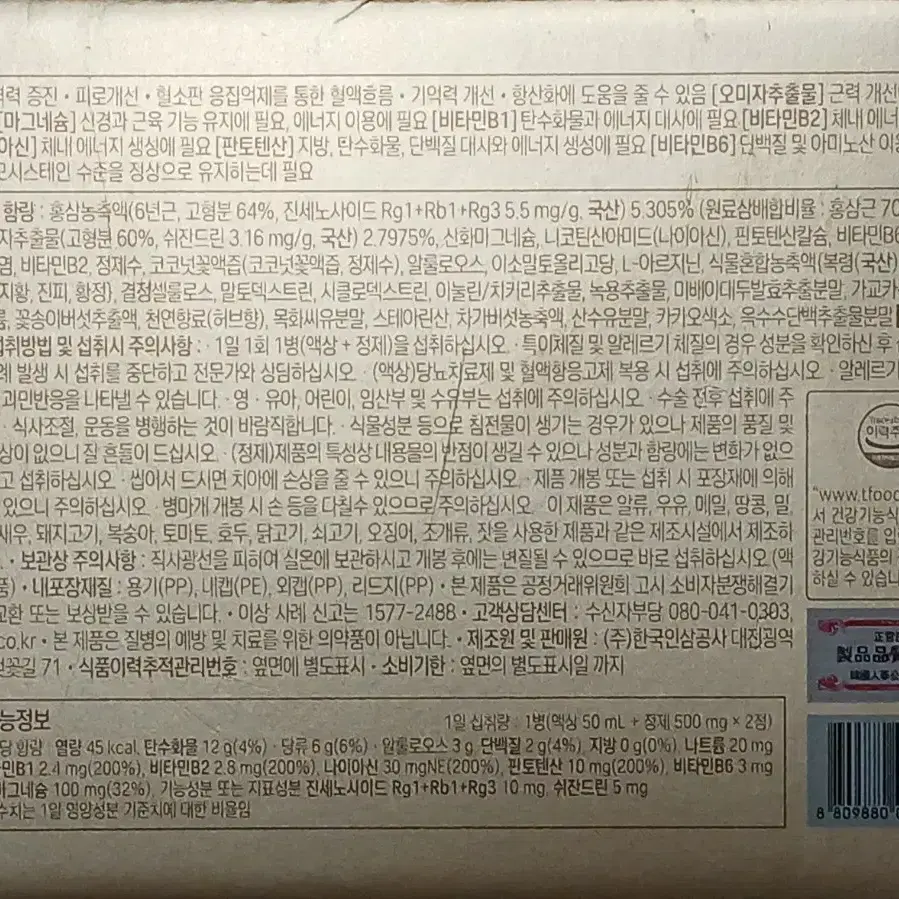 력 증진 · 피로개선 · 혈소판 응집억제를 통한 혈액흐름 · 기억력 개선 · 항산화에 도움을 줄 수 있음 [오미자추출물] 근력 개선
[마그네슘] 신경과 근육 기능 유지에 필요, 에너지 이용에 필요 [비타민B1] 탄수화물과 에너지 대사에 필요 [비타민B2] 체내 에너
아신] 체내 에너지 생성에 필요 [판토텐산] 지방, 탄수화물, 단백질 대사와 에너지 생성에 필요 [비타민B6] 단백질 및 아미노산 이용
모시스테인 수준을 정상으로 유지하는데 필요
함량 : 홍삼농축액(6년근, 고형분 64%, 진세노사이드 Rg1+Rb1+Rg3 5.5 mg/g, 국산) 5.305% (원료삼배합비율 : 홍삼근 70
자추출물(고형분 60%, 쉬잔드린 3.16 mg/g, 국산) 2.7975%, 산화마그네슘, 니코틴산아미드(나이아신), 판토텐산칼슘, 비타민B6
염, 비타민B2, 정제수, 코코넛꽃액즙(코코넛꽃액즙, 정제수), 알룰로오스, 이소말토올리고당, L-아르지닌, 식물혼합농축액(복령(국산)
지황, 진피, 황정), 결정셀룰로스, 말토덱스트린, 시클로덱스트린, 이눌린/치커리추출물, 녹용추출물, 미배아대두발효추출분말, 가교카
룸, 꽃송이버섯추출액, 천연향료(허브향), 목화씨유분말, 스테아린산, 차가버섯농축액, 산수유분말, 카카오색소, 옥수수단백추출물분말
섭취방법 및 섭취시 주의사항 : · 1일 1회 1병(액상 + 정제)을 섭취하십시오 · 특이체질 및 알레르기 체질의 경우 성분을 확인하신 후 섭
례 발생 시 섭취를 중단하고 전문가와 상담하십시오 · (액상)당뇨치료제 및 혈액항응고제 복용 시 섭취에 주의하십시오 · 알레르기
과민반응을 나타낼 수 있습니다. · 영 · 유아, 어린이, 임산부 및 수유부는 섭취에 주의하십시오 · 수술 전후 섭취에 주
· 식사조절, 운동을 병행하는 것이 바람직합니다. · 식물성분 등으로 침전물이 생기는 경우가 있으나 제품의 품질 및
상이 없으니 잘 흔들어 드십시오 · (정제)제품의 특성상 내용물의 반점이 생길 수 있으나 성분과 함량에는 변화가 없으
고 섭취하십시오 · 씹어서 드시면 치아에 손상을 줄 수 있으니 주의하십시오 · 제품 개봉 또는 섭취 시 포장재에 의해
있으니 주의하십시오 · 병마개 개봉 시 손 등을 다칠수 있으므로 주의하십시오 · 이 제품은 알류, 우유, 메밀, 땅콩, 밀,
새우, 돼지고기, 복숭아, 토마토, 호두, 닭고기, 쇠고기, 오징어, 조개류, 잣을 사용한 제품과 같은 제조시설에서 제조하
. · 보관상 주의사항 : 직사광선을 피하여 실온에 보관하시고 개봉 후에는 변질될 수 있으므로 바로 섭취하십시오 (액
품) · 내포장재질 : 용기(PP), 내캡(PE), 외캡(PP), 리드지(PP) · 본 제품은 공정거래위원회 고시 소비자분쟁해결기
교환 또는 보상받을 수 있습니다. · 이상 사례 신고는 1577-2488 · 고객상담센터 : 수신자부담 080-041-0303,
co.kr · 본 제품은 질병의 예방 및 치료를 위한 의약품이 아닙니다. · 제조원 및 판매원 : (주)한국인삼공사 대전광역
벚꽃길 71 · 식품이력추적관리번호 : 옆면에 별도표시 · 소비기한 : 옆면의 별도표시일 까지
이력추
"www.tfood
서 건강기능식
관리번호를 입
강기능식품의
하실 수 있습니다
正官
製品品
韓國人蔘公
능정보
1일 섭취량 : 1병(액상 50 mL + 정제 500 mg × 2정)
당 함량 : 열량 45 kcal, 탄수화물 12 g(4%) · 당류 6 g(6%) · 알룰로오스 3 g, 단백질 2 g(4%), 지방 0 g(0%), 나트륨 20 mg
타민B1 2.4 mg(200%), 비타민B2 2.8 mg(200%), 나이아신 30 mgNE(200%), 판토텐산 10 mg(200%), 비타민B6 3 mg
마그네슘 100 mg(32%), 기능성분 또는 지표성분 진세노사이드 Rg1+Rb1+Rg3 10 mg, 쉬잔드린 5 mg
수치는 1일 영양성분 기준치에 대한 비율임
8 809880